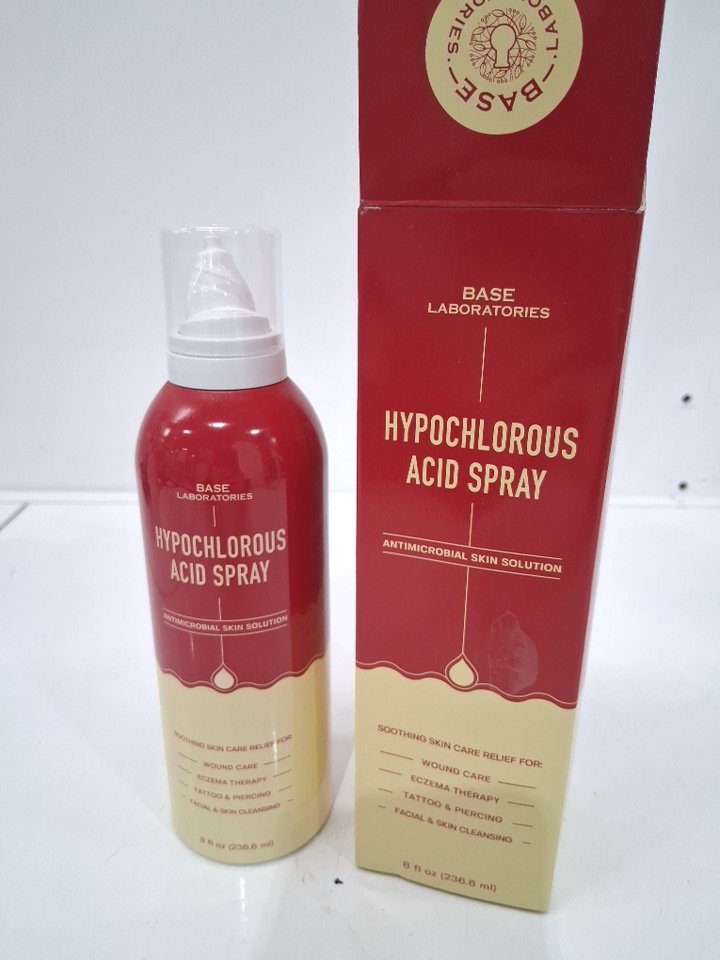 BASE
LABORATORIES.
BASE
LABORATORIES
HYPOCHLOROUS
ACID SPRAY
ANTIMICROBIAL SKIN SOLUTION
SOOTHING SKIN CARE RELIEF FOR:
WOUND CARE
ECZEMA THERAPY
TATTOO & PIERCING
FACIAL & SKIN CLEANSING
8 fl oz (236.6 ml)
BASE
LABORATORIES
HYPOCHLOROUS
ACID SPRAY
ANTIMICROBIAL SKIN SOLUTION
SOOTHING SKIN CARE RELIEF FOR:
WOUND CARE
ECZEMA THERAPY
TATTOO & PIERCING
FACIAL & SKIN CLEANSING
8 fl oz (236.6 ml)